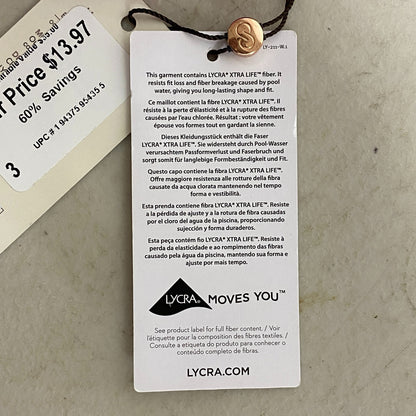 r Price $13.97
60% Savings
UPC # 1 94379 95435 5
3
LY-211-W.1
S
This garment contains LYCRA® XTRA LIFE™ fiber. It
resists fit loss and fiber breakage caused by pool
water, giving you long-lasting shape and fit.
Ce maillot contient la fibre LYCRA® XTRA LIFE™. Il
résiste à la perte d'élasticité et à la rupture des fibres
causées par l'eau chlorée. Résultat : votre vêtement
épouse vos formes tout en gardant la sienne.
Dieses Kleidungsstück enthält die Faser
LYCRA® XTRA LIFE™. Sie widersteht durch Pool-Wasser
verursachtem Passformverlust und Faserbruch und
sorgt somit für langlebige Formbeständigkeit und Fit.
Questo capo contiene la fibra LYCRA® XTRA LIFE™.
Offre maggiore resistenza alle rotture della fibra
causate da acqua clorata mantenendo nel tempo
forma e vestibilità.
Esta prenda contiene fibra LYCRA® XTRA LIFE™. Resiste
a la pérdida de ajuste y a la rotura de fibra causadas
por el cloro del agua de la piscina, proporcionando
sujección y forma duraderos.
Esta peça contém fio LYCRA® XTRA LIFE™. Resiste à
perda da elasticidade e ao rompimento das fibras
causado pela água da piscina, mantendo sua forma e
ajuste por mais tempo.
LYCRA® MOVES YOU™
See product label for full fiber content. / Voir
l'étiquette pour la composition des fibres textiles. /
Consulte a etiqueta do produto para conhecer o
conteúdo completo de fibras.
LYCRA.COM